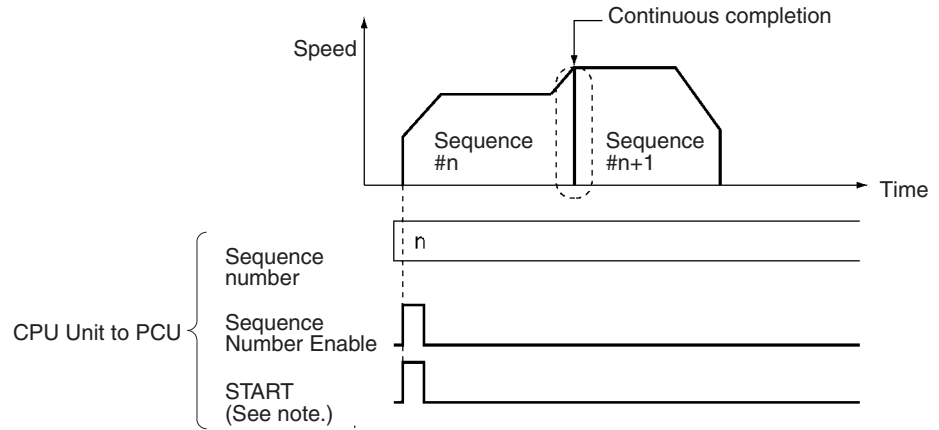 Continuous completion
Speed
Sequence
#n
Sequence
#n+1
Time
n
Sequence
number
CPU Unit to PCU
Sequence
Number Enable
START
(See note.)